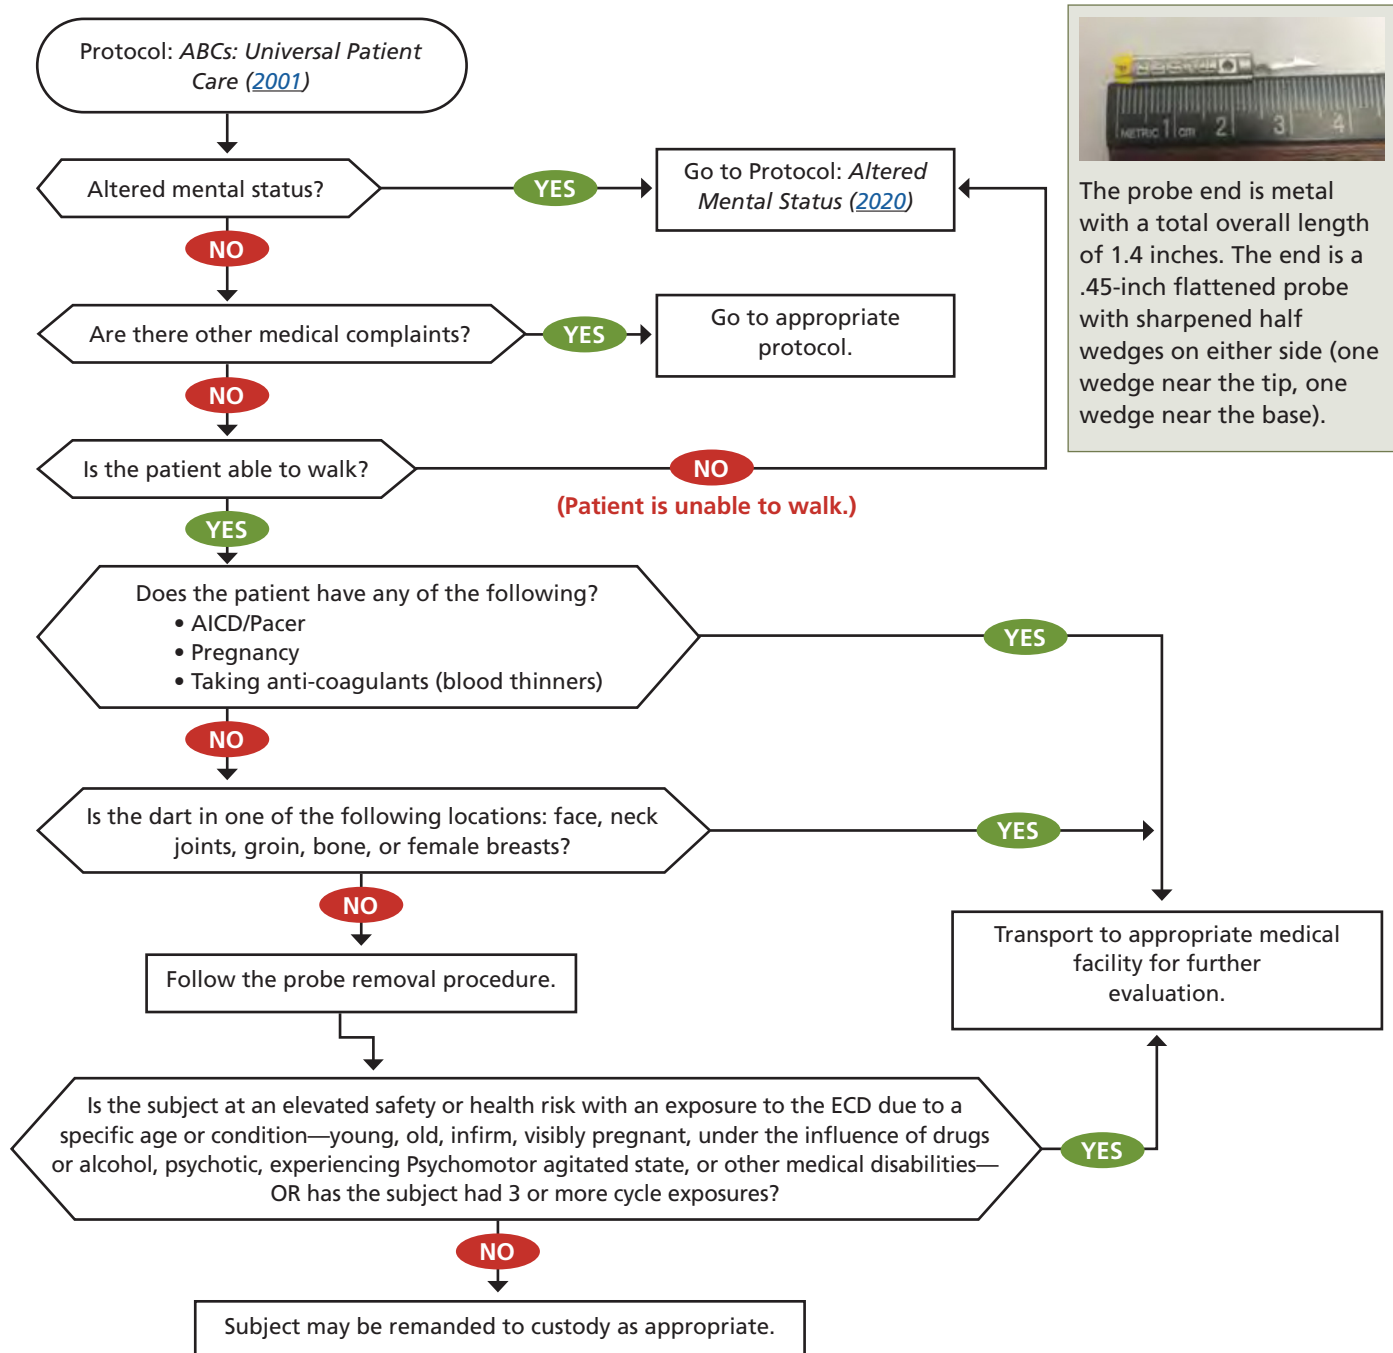 Protocol: ABCs: Universal Patient
Care (2001)
Altered mental status?
YES
Go to Protocol: Altered
Mental Status (2020)
NO
Are there other medical complaints?
YES
Go to appropriate
protocol.
NO
Is the patient able to walk?
NO
(Patient is unable to walk.)
YES
Does the patient have any of the following?
• AICD/Pacer
• Pregnancy
• Taking anti-coagulants (blood thinners)
YES
NO
Is the dart in one of the following locations: face, neck
joints, groin, bone, or female breasts?
YES
NO
Follow the probe removal procedure.
Transport to appropriate medical
facility for further
evaluation.
Is the subject at an elevated safety or health risk with an exposure to the ECD due to a
specific age or condition—young, old, infirm, visibly pregnant, under the influence of drugs
or alcohol, psychotic, experiencing Psychomotor agitated state, or other medical disabilities—
OR has the subject had 3 or more cycle exposures?
YES
NO
Subject may be remanded to custody as appropriate.
METRIC 1 cm 2 3 4
The probe end is metal
with a total overall length
of 1.4 inches. The end is a
.45-inch flattened probe
with sharpened half
wedges on either side (one
wedge near the tip, one
wedge near the base).